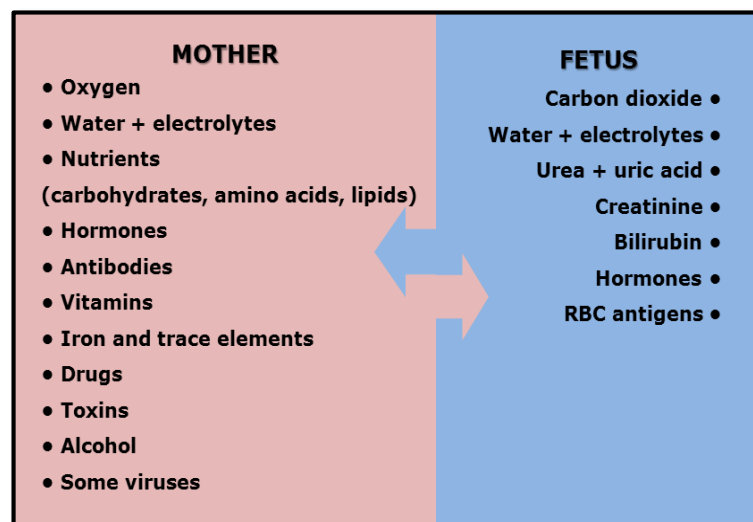 MOTHER
• Oxygen
• Water + electrolytes
• Nutrients
(carbohydrates, amino acids, lipids)
• Hormones
• Antibodies
• Vitamins
• Iron and trace elements
• Drugs
• Toxins
• Alcohol
• Some viruses
FETUS
Carbon dioxide •
Water + electrolytes •
Urea + uric acid •
Creatinine •
Bilirubin •
Hormones •
RBC antigens •